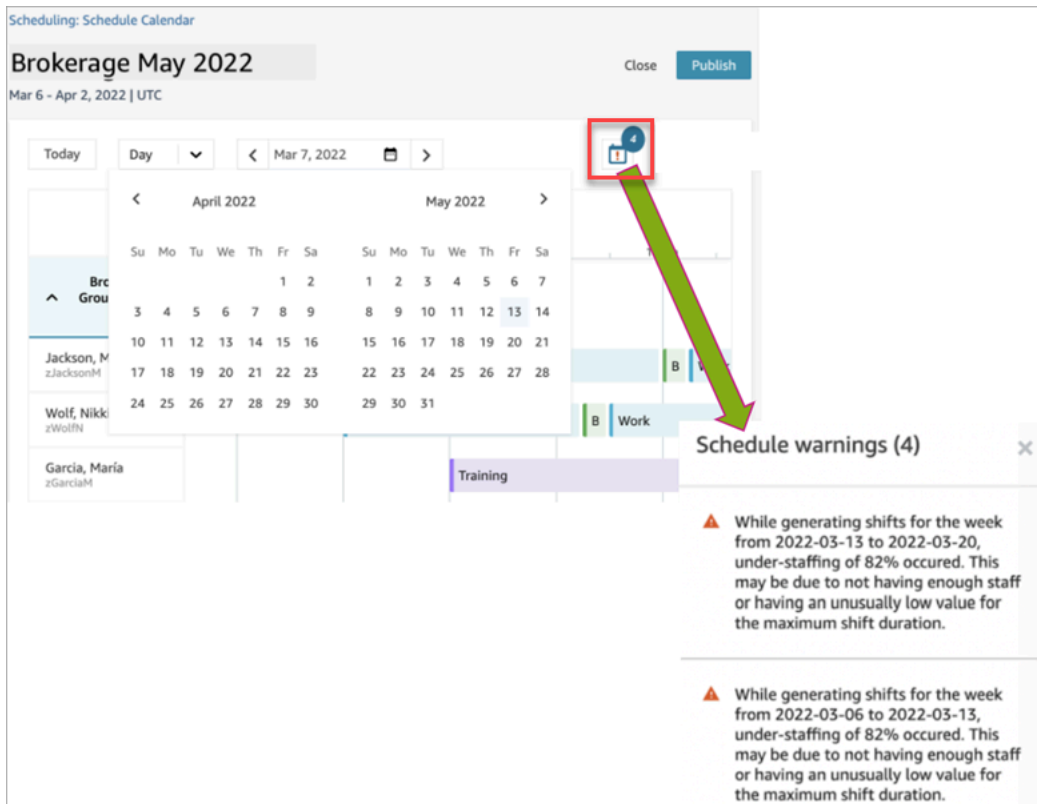 Scheduling: Schedule Calendar
Brokerage May 2022
Close
Publish
Mar 6 - Apr 2, 2022 | UTC
4
Today
Day
Mar 7, 2022
April 2022
May 2022
Su Mo Tu We Th Fr Sa
Su Mo Tu We Th Fr Sa
1 2
1 2 3 4 5 6 7
3 4 5 6 7 8 9
8 9 10 11 12 13 14
10 11 12 13 14 15 16
15 16 17 18 19 20 21
17 18 19 20 21 22 23
22 23 24 25 26 27 28
24 25 26 27 28 29 30
29 30 31
Grou
Jackson, M
zJacksonM
B
Wolf, Nikki
zWolfN
B Work
Garcia, María
zGarciaM
Training
Schedule warnings (4)
While generating shifts for the week
from 2022-03-13 to 2022-03-20,
under-staffing of 82% occured. This
may be due to not having enough staff
or having an unusually low value for
the maximum shift duration.
While generating shifts for the week
from 2022-03-06 to 2022-03-13,
under-staffing of 82% occured. This
may be due to not having enough staff
or having an unusually low value for
the maximum shift duration.